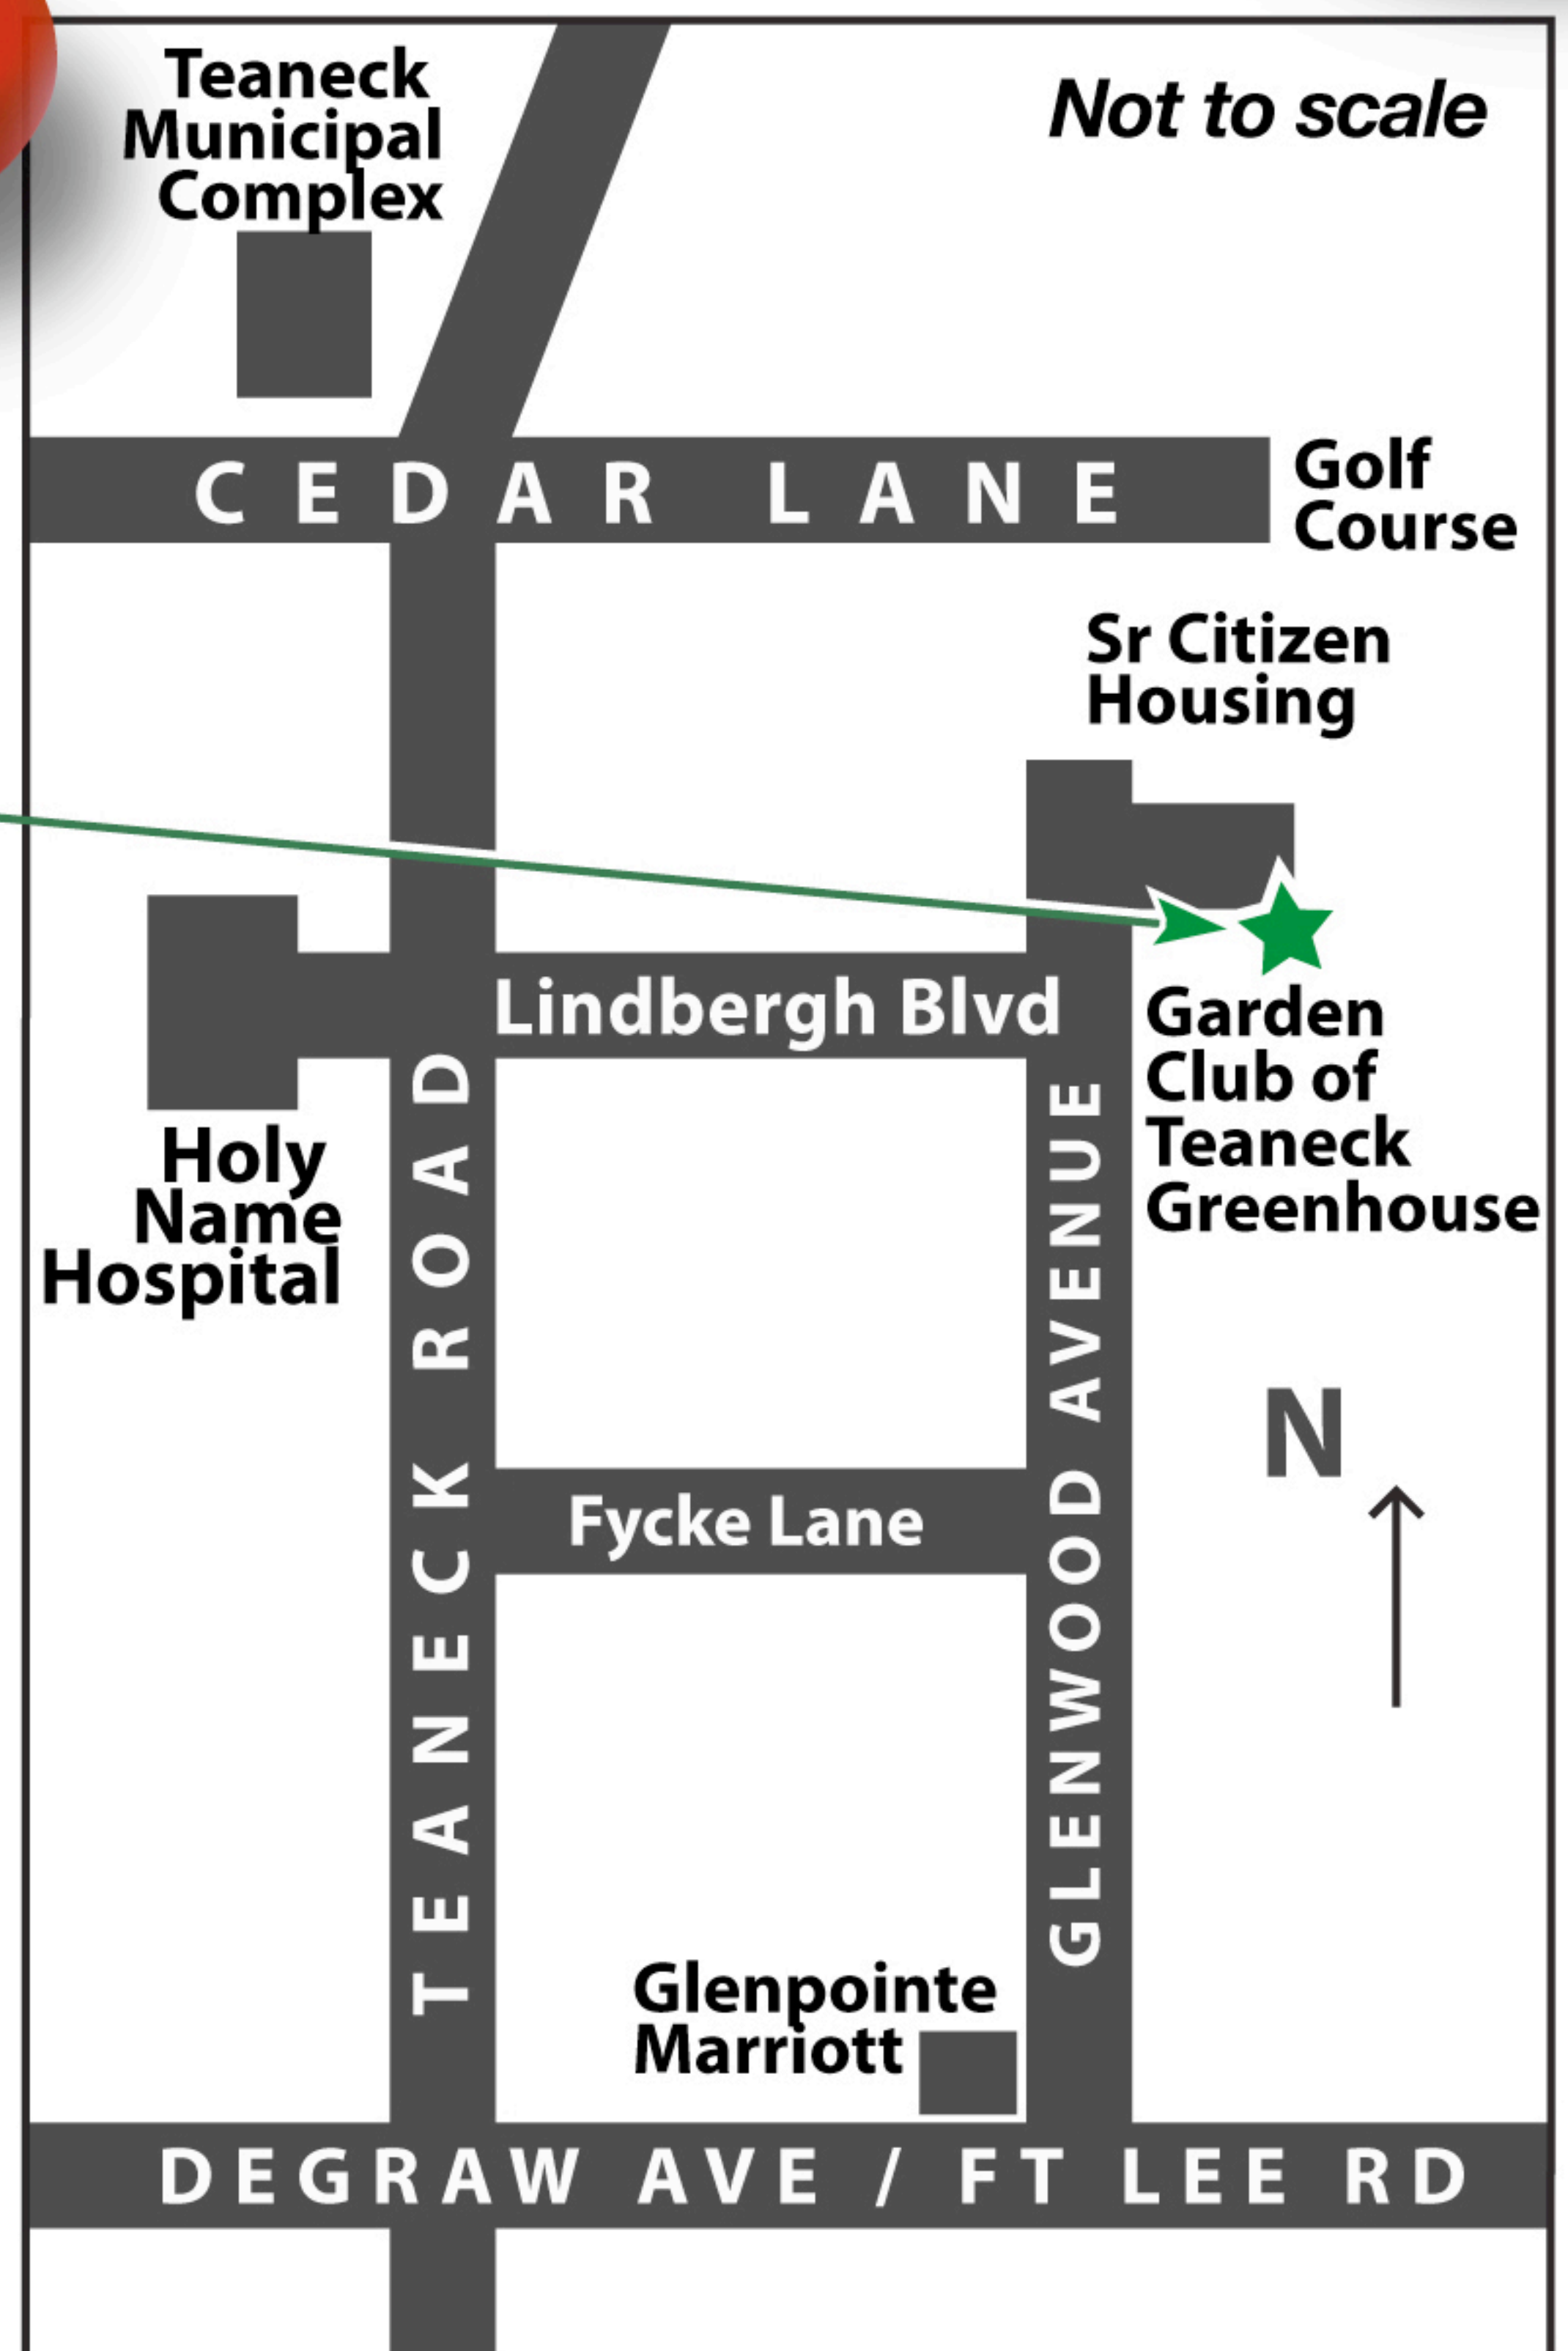 Teaneck
Municipal
Complex
Not to scale
CEDAR LANE
Golf
Course
Sr Citizen
Housing
Lindbergh Blvd
Garden
Club of
Teaneck
Greenhouse
Holy
Name
Hospital
TEANECK ROAD
GLENWOOD AVENUE
N
Fycke Lane
Glenpointe
Marriott
DEGRAW AVE / FT LEE RD